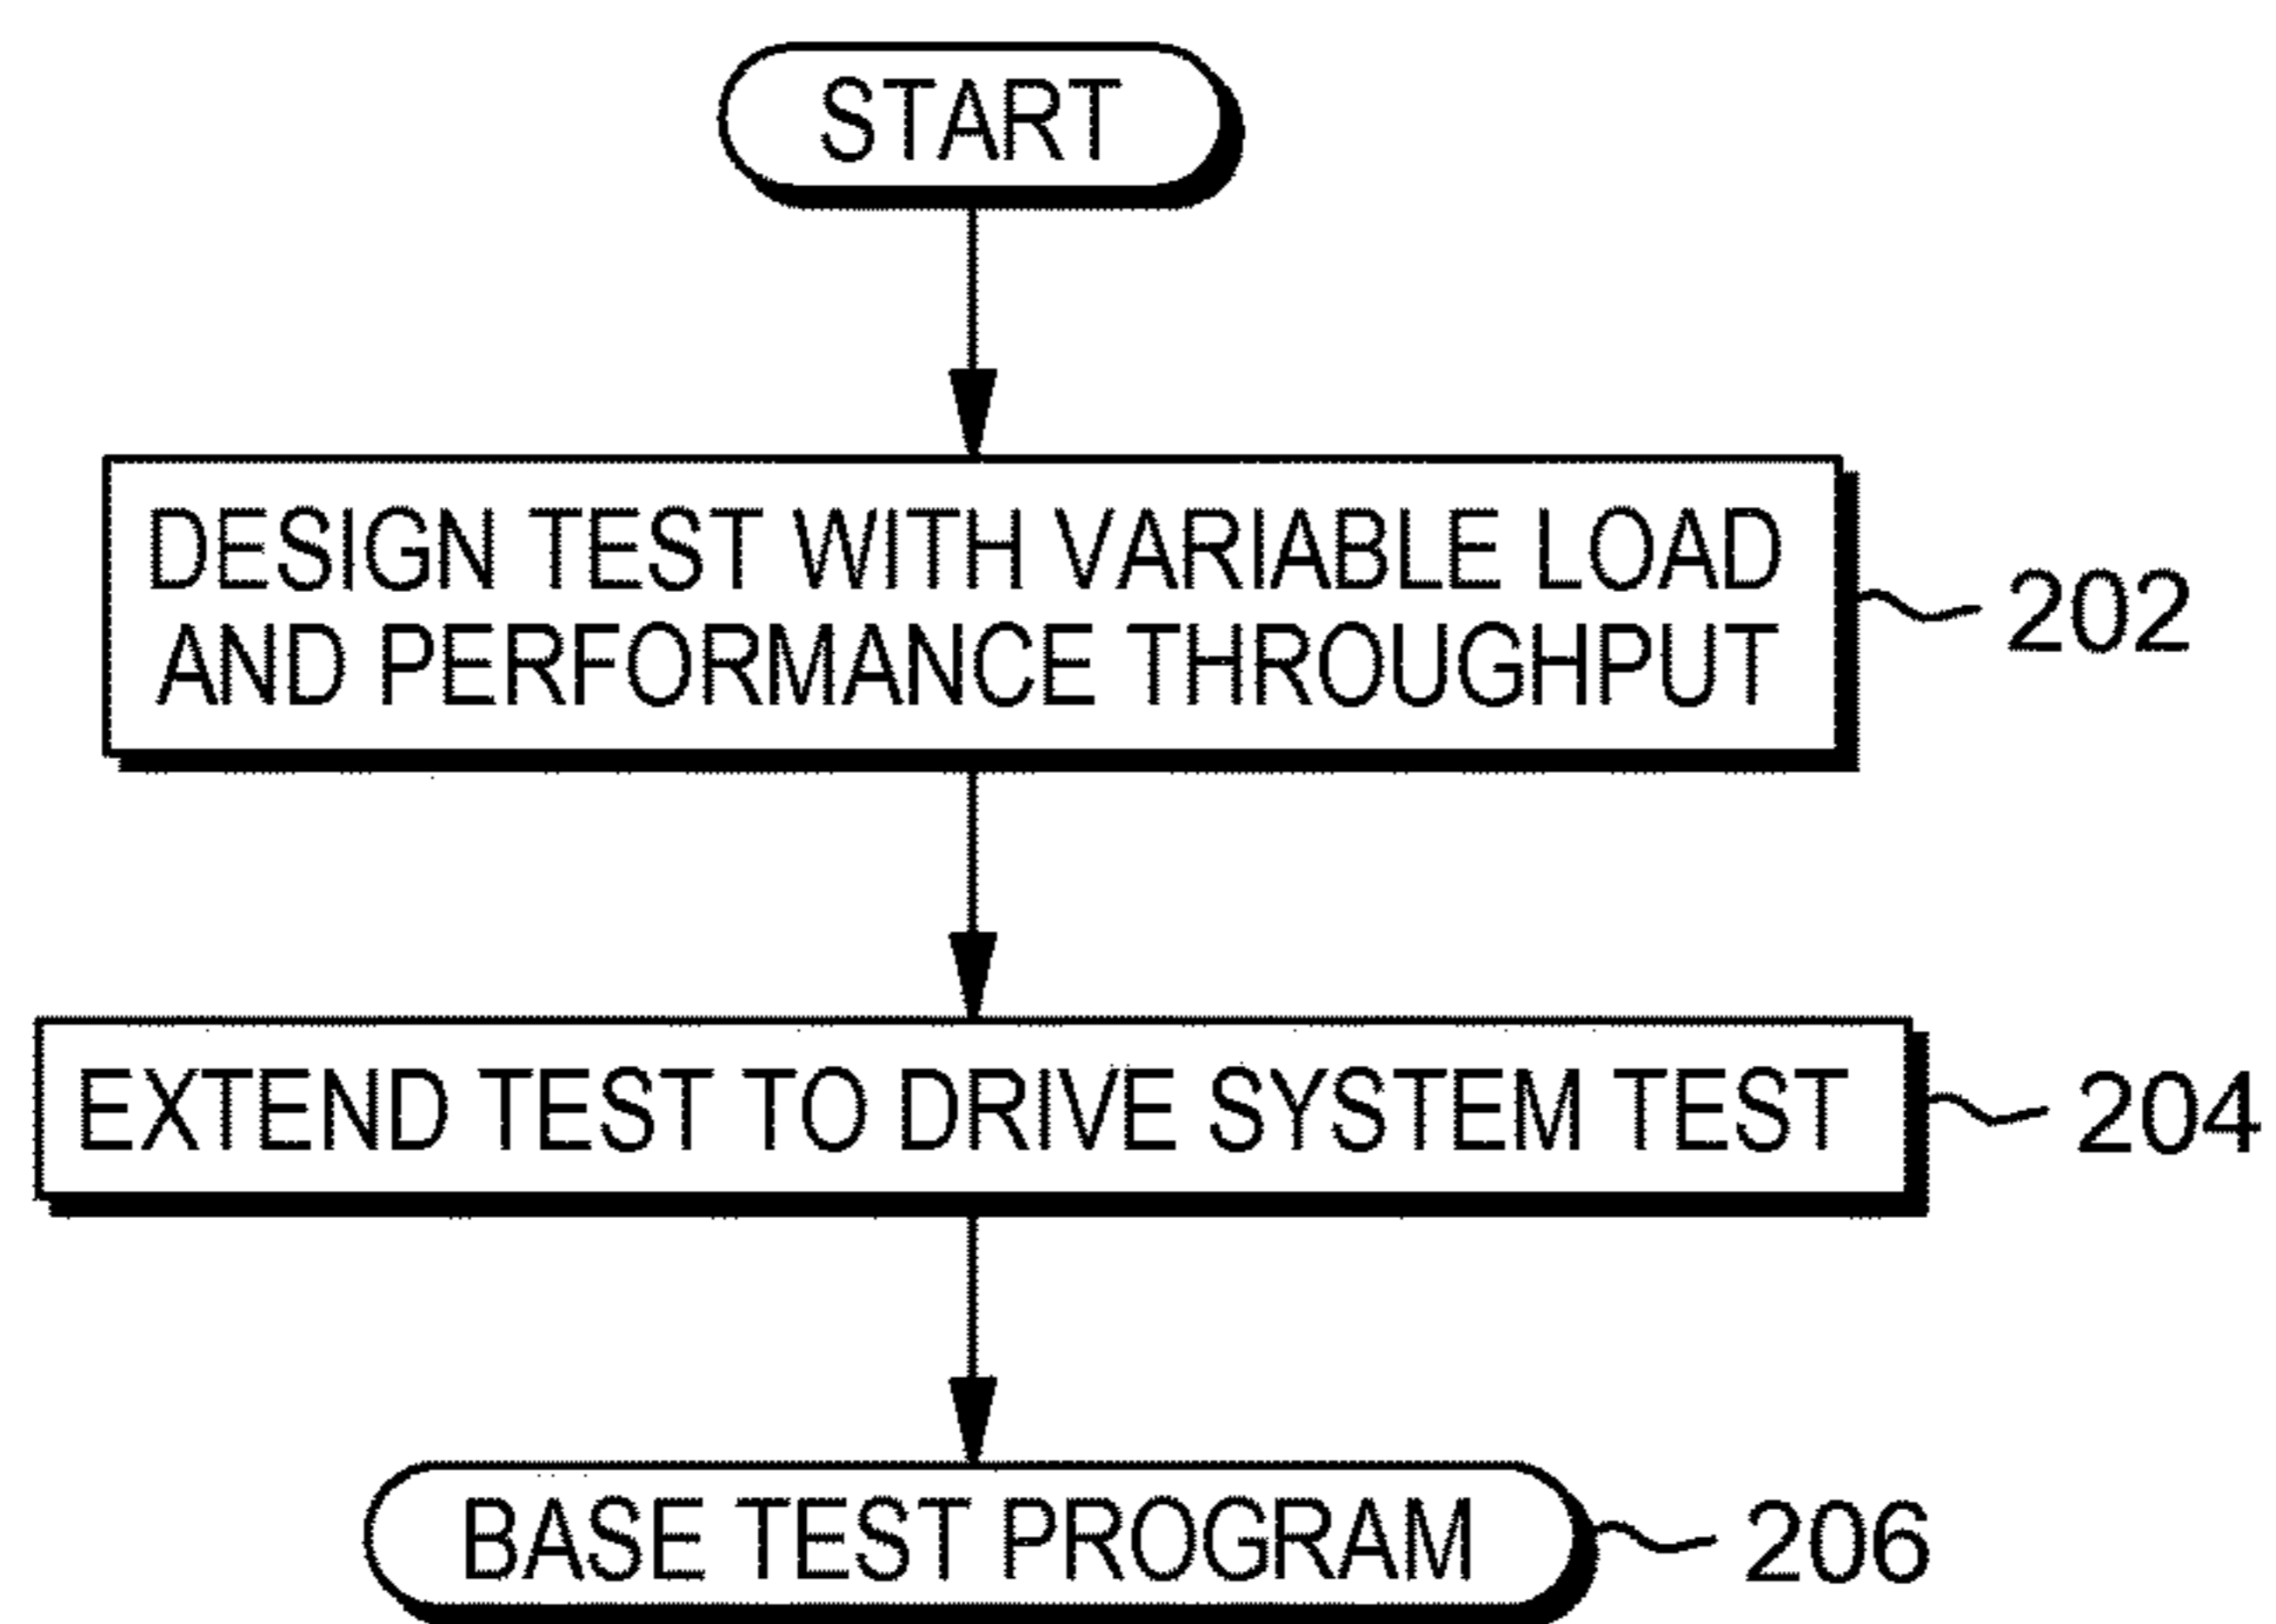 START
DESIGN TEST WITH VARIABLE LOAD
AND PERFORMANCE THROUGHPUT
202
EXTEND TEST TO DRIVE SYSTEM TEST
204
BASE TEST PROGRAM
206